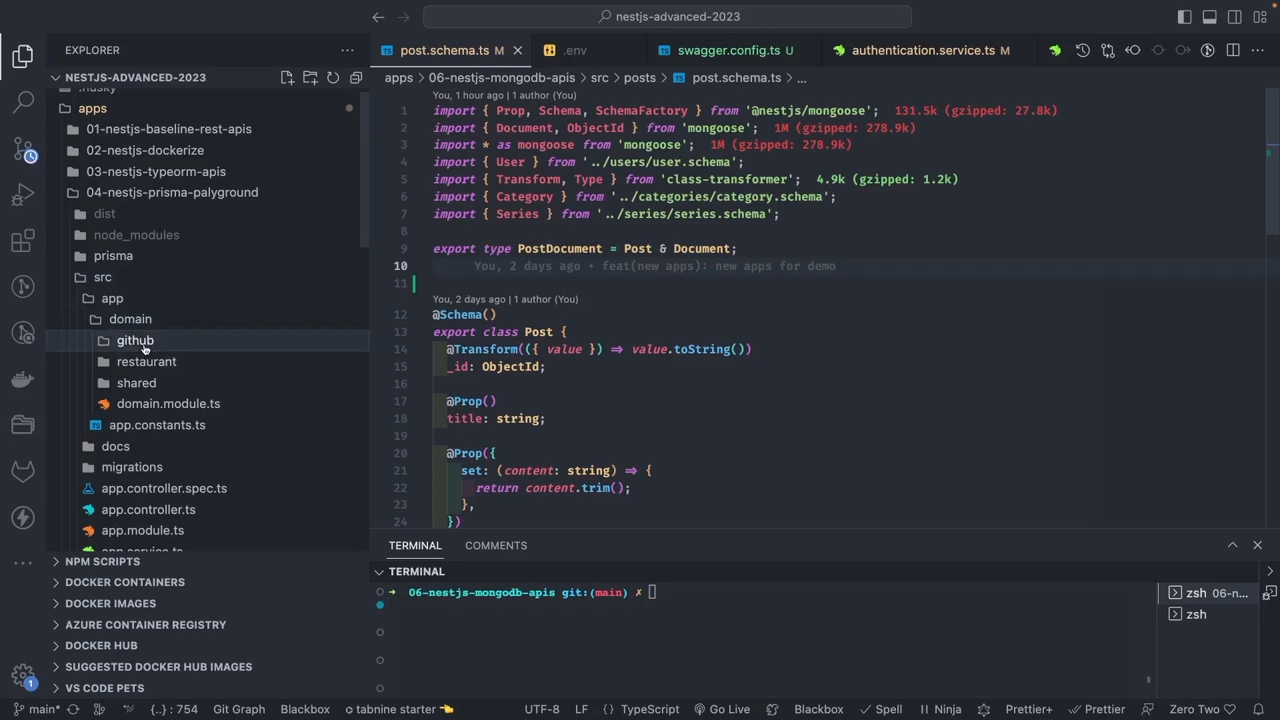 nestjs-advanced-2023
EXPLORER
NESTJS-ADVANCED-2023
.husky
apps
01-nestjs-baseline-rest-apis
02-nestjs-dockerize
03-nestjs-typeorm-apis
04-nestjs-prisma-palyground
dist
node_modules
prisma
src
app
domain
github
restaurant
shared
domain.module.ts
TS app.constants.ts
docs
migrations
app.controller.spec.ts
app.controller.ts
app.module.ts
app.service.ts
NPM SCRIPTS
DOCKER CONTAINERS
DOCKER IMAGES
AZURE CONTAINER REGISTRY
DOCKER HUB
SUGGESTED DOCKER HUB IMAGES
VS CODE PETS
1
TS post.schema.ts M
.env
TS swagger.config.ts U
authentication.service.ts M
apps > 06-nestjs-mongodb-apis > src > posts > TS post.schema.ts > ...
You, 1 hour ago | 1 author (You)
1 import { Prop, Schema, SchemaFactory } from '@nestjs/mongoose'; 131.5k (gzipped: 27.8k)
2 import { Document, ObjectId } from 'mongoose'; 1M (gzipped: 278.9k)
3 import * as mongoose from 'mongoose'; 1M (gzipped: 278.9k)
4 import { User } from '../users/user.schema';
5 import { Transform, Type } from 'class-transformer'; 4.9k (gzipped: 1.2k)
6 import { Category } from '../categories/category.schema';
7 import { Series } from '../series/series.schema';
8
9 export type PostDocument = Post & Document;
10 You, 2 days ago • feat(new apps): new apps for demo
11
You, 2 days ago | 1 author (You)
12 @Schema()
13 export class Post {
14 @Transform(({ value }) => value.toString())
15 _id: ObjectId;
16
17 @Prop()
18 title: string;
19
20 @Prop({
21 set: (content: string) => {
22 return content.trim();
23 },
24 })
TERMINAL COMMENTS
TERMINAL
→ 06-nestjs-mongodb-apis git:(main) ✗
zsh 06-n...
zsh
main* {..} : 754 Git Graph Blackbox tabnine starter 👈 UTF-8 LF {} TypeScript Go Live Blackbox Spell Ninja Prettier+ Prettier Zero Two